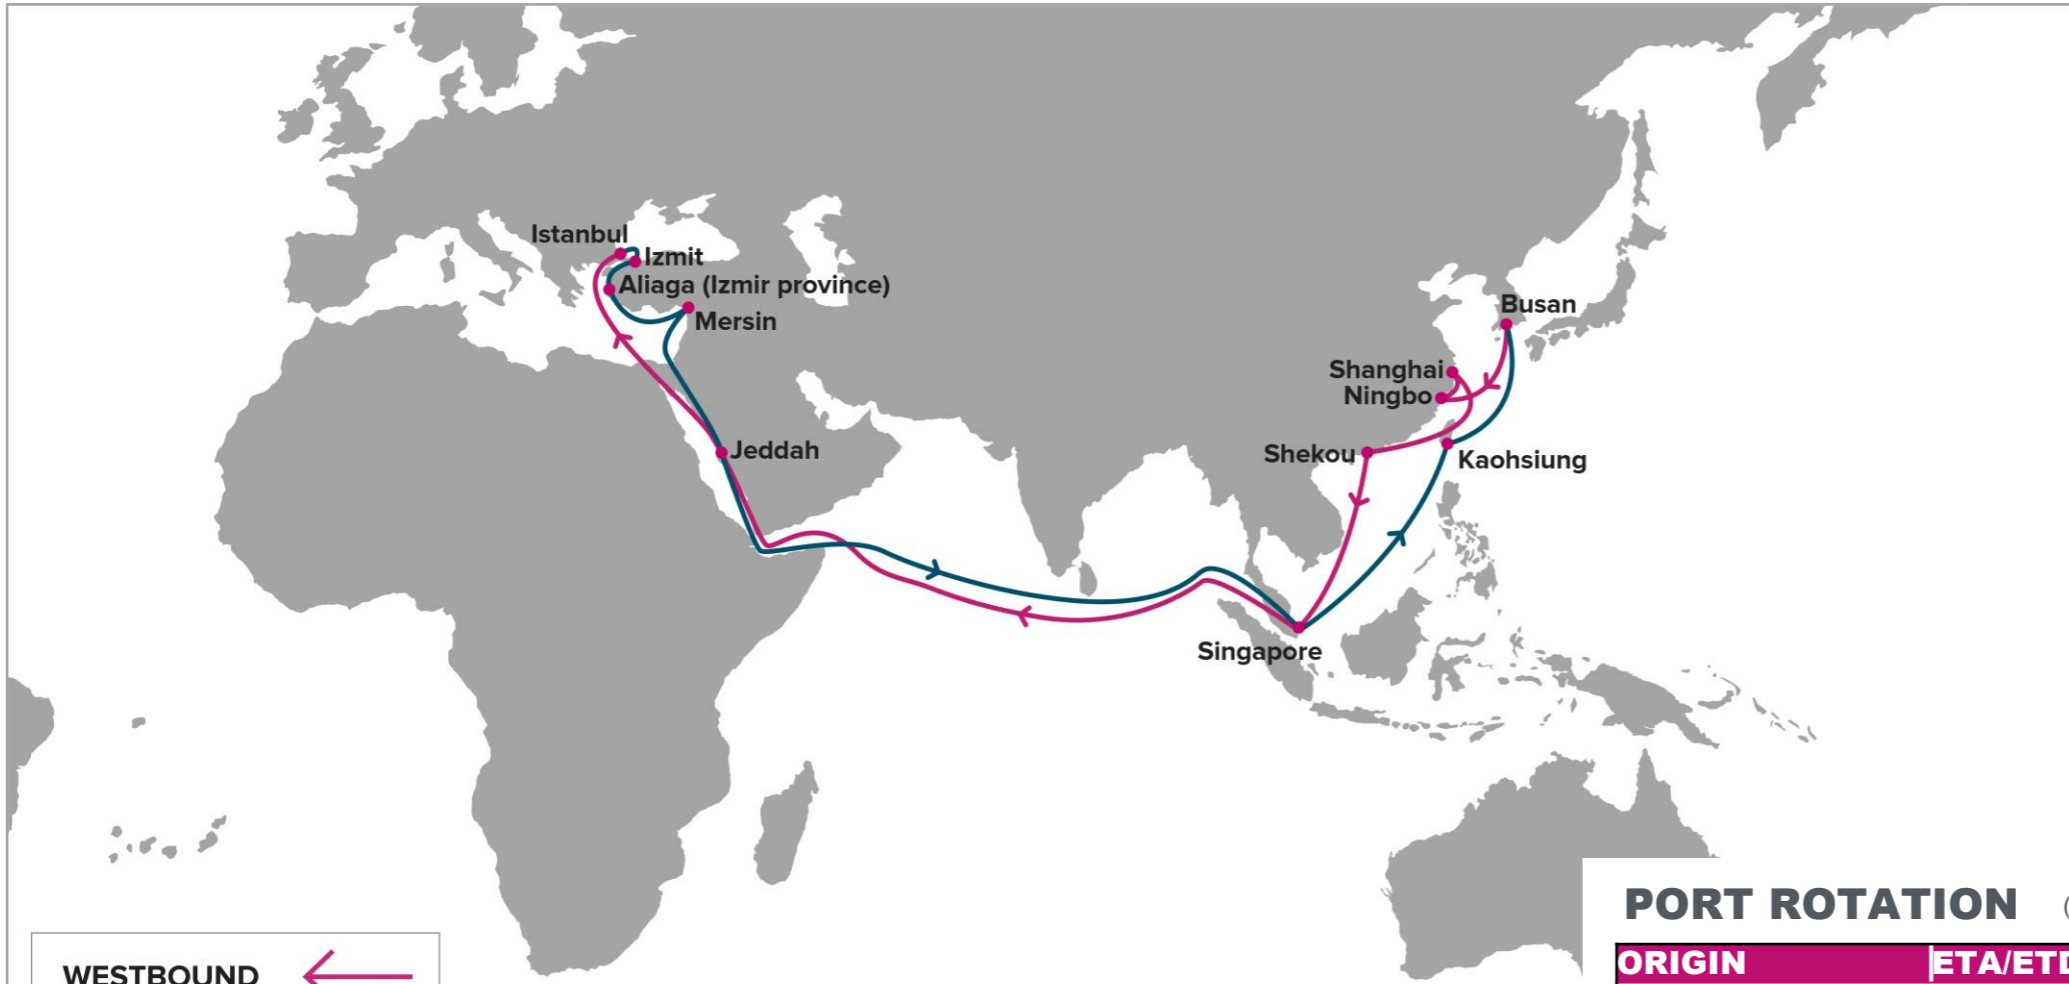 Istanbul
Izmit
Aliaga (Izmir province)
Mersin
Busan
Shanghai
Ningbo
Jeddah
Shekou
Kaohsiung
Singapore
PORT ROTATION (
WESTBOUND
ORIGIN ETA/ETD